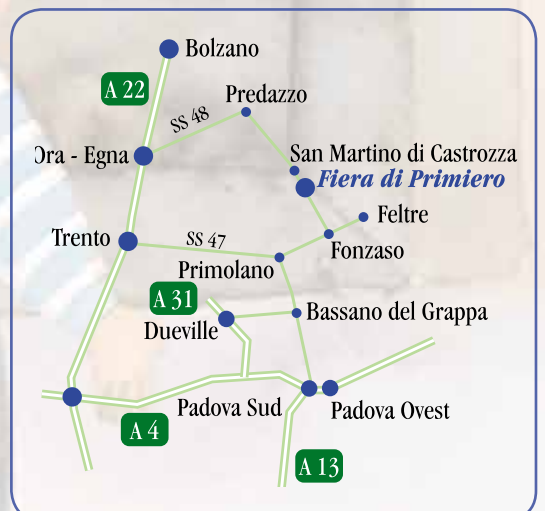 Bolzano
A 22
Predazzo
SS 48
Ora - Egna
San Martino di Castrozza
Fiera di Primiero
Feltre
Trento
SS 47
Fonzaso
Primolano
A 31
Bassano del Grappa
Dueville
Padova Sud
Padova Ovest
A 4
A 13